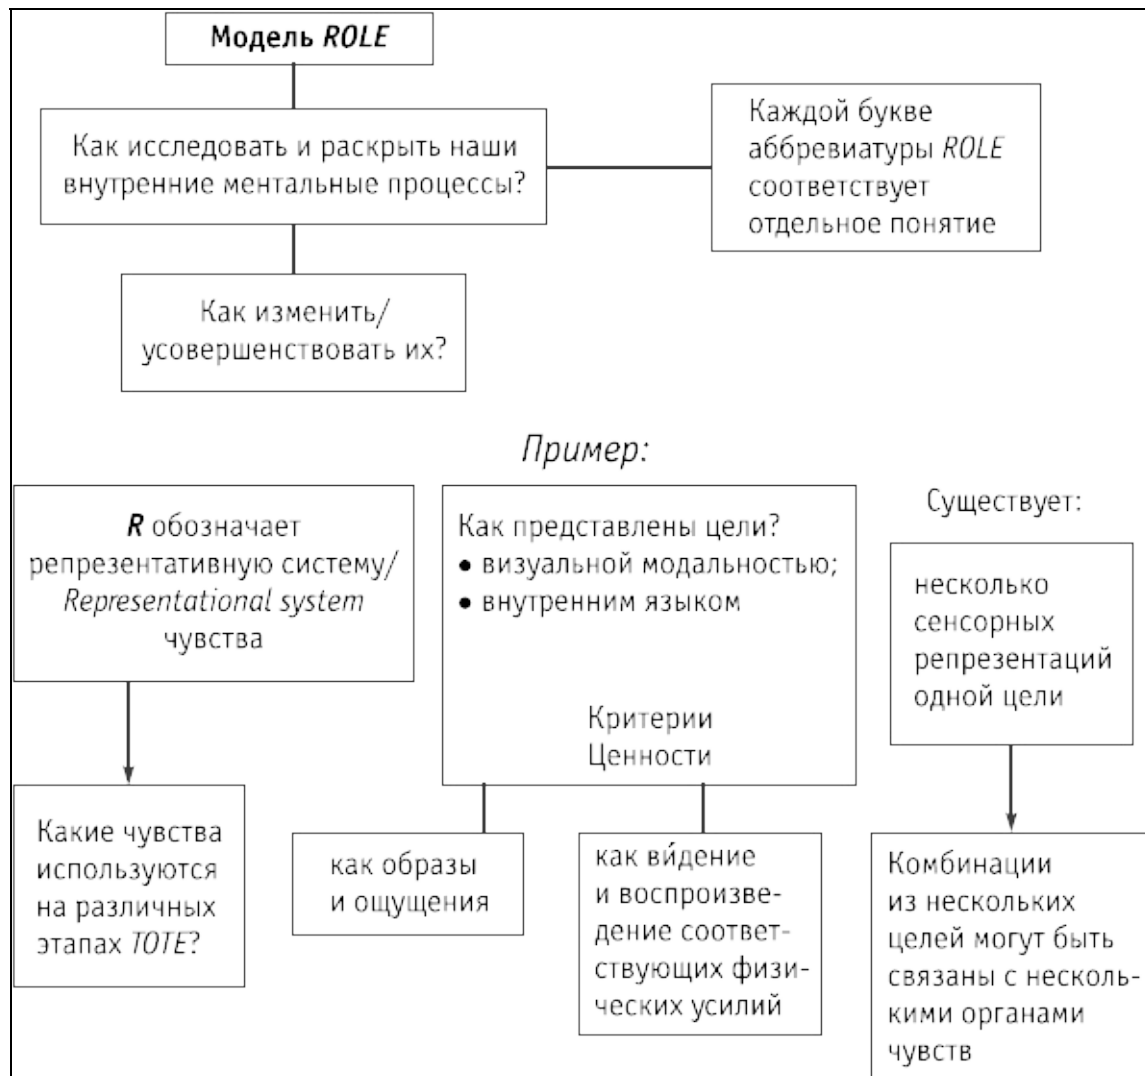 Модель ROLE
Как исследовать и раскрыть наши
внутренние ментальные процессы?
Каждой букве
аббревиатуры ROLE
соответствует
отдельное понятие
Как изменить/
усовершенствовать их?
Пример:
R обозначает
репрезентативную систему/
Representational system
чувства
Как представлены цели?
• визуальной модальностью;
• внутренним языком
Критерии
Ценности
Существует:
несколько
сенсорных
репрезентаций
одной цели
Какие чувства
используются
на различных
этапах TOTE?
как образы
и ощущения
как ви́дение
и воспроизве-
дение соответ-
ствующих физи-
ческих усилий
Комбинации
из нескольких
целей могут быть
связаны с несколь-
кими органами
чувств